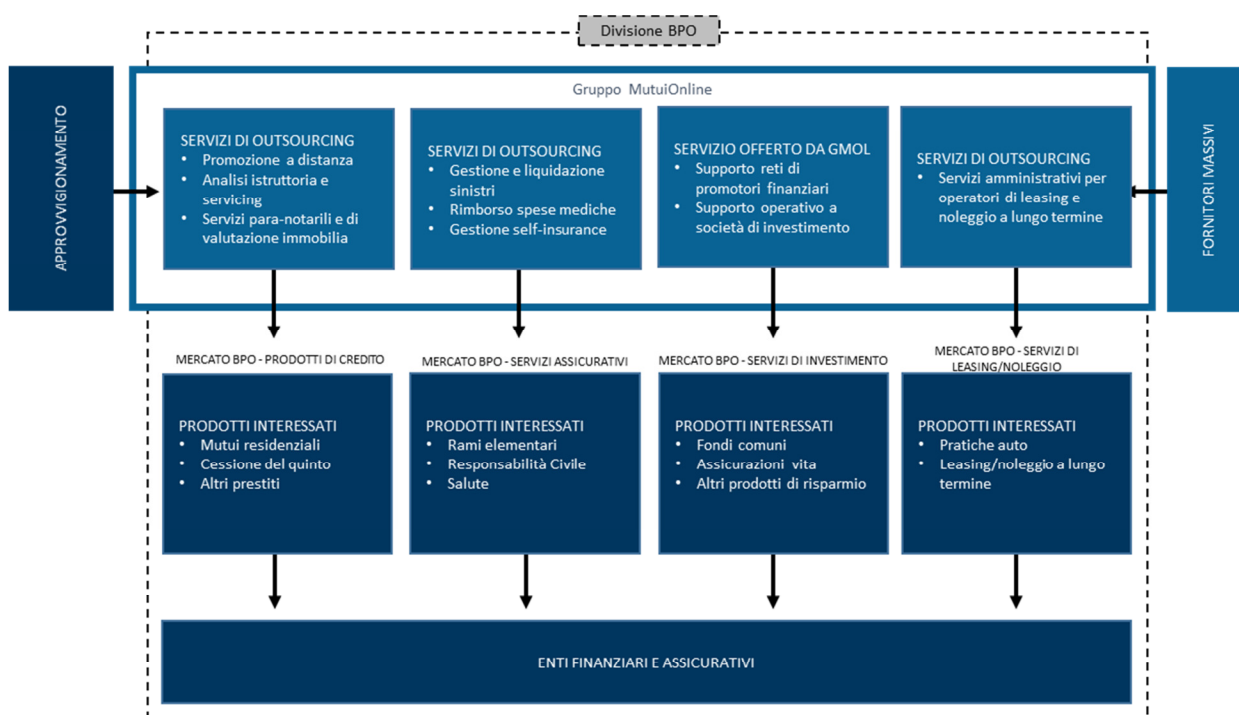 Divisione BPO
Gruppo MutuiOnline
APPROVVIGIONAMENTO
SERVIZI DI OUTSOURCING
• Promozione a distanza
• Analisi istruttoria e
servicing
• Servizi para-notarili e di
valutazione immobilia
SERVIZI DI OUTSOURCING
• Gestione e liquidazione
sinistri
• Rimborso spese mediche
• Gestione self-insurance
SERVIZIO OFFERTO DA GMOL
• Supporto reti di
promotori finanziari
• Supporto operativo a
società di investimento
SERVIZI DI OUTSOURCING
• Servizi amministrativi per
operatori di leasing e
noleggio a lungo termine
FORNITORI MASSIVI
MERCATO BPO - PRODOTTI DI CREDITO
MERCATO BPO - SERVIZI ASSICURATIVI
MERCATO BPO - SERVIZI DI INVESTIMENTO
MERCATO BPO - SERVIZI DI
LEASING/NOLEGGIO
PRODOTTI INTERESSATI
• Mutui residenziali
• Cessione del quinto
• Altri prestiti
PRODOTTI INTERESSATI
• Rami elementari
• Responsabilità Civile
• Salute
PRODOTTI INTERESSATI
• Fondi comuni
• Assicurazioni vita
• Altri prodotti di risparmio
PRODOTTI INTERESSATI
• Pratiche auto
• Leasing/noleggio a lungo
termine
ENTI FINANZIARI E ASSICURATIVI